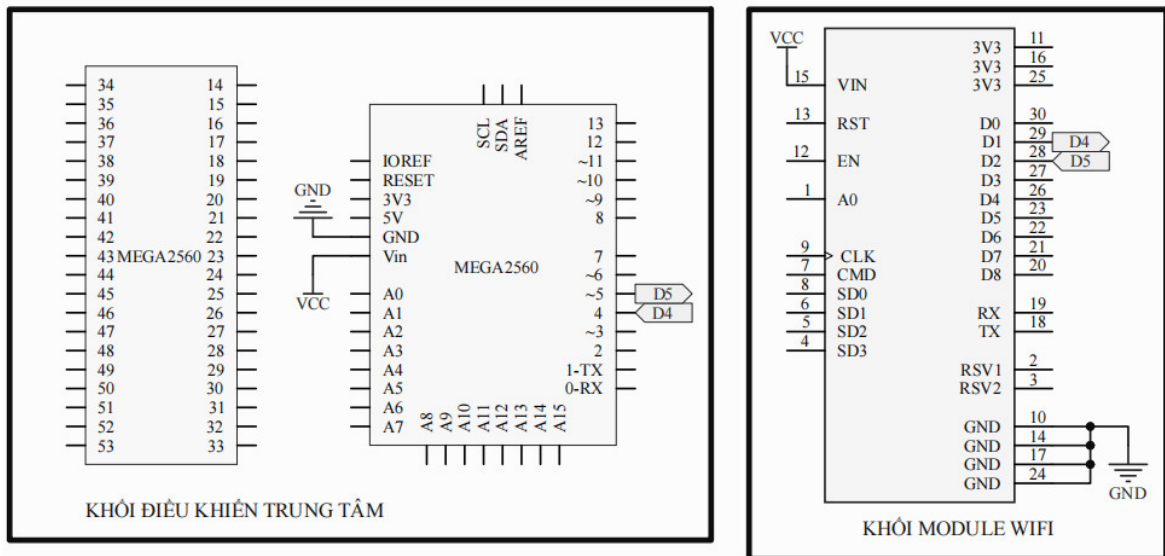 34 14
35 15
36 16
37 17
38 18
39 19
40 20
41 21
42 22
43 MEGA2560 23
44 24
45 25
46 26
47 27
48 28
49 29
50 30
51 31
52 32
53 33
SCL SDA AREF
13
12
IOREF ~11
RESET ~10
3V3 ~9
5V 8
GND
GND
Vin 7
MEGA2560
~6
VCC
A0 ~5 D5
A1 4 D4
A2 ~3
A3 2
A4 1-TX
A5 0-RX
A6
A7
A8 A9 A10 A11 A12 A13 A14 A15
KHỐI ĐIỀU KHIỂN TRUNG TÂM
VCC
3V3 11
3V3 16
15 VIN 3V3 25
13 RST D0 30
D1 29 D4
12 EN D2 28 D5
D3 27
1 A0 D4 26
D5 23
D6 22
9 CLK D7 21
7 CMD D8 20
8 SD0
6 SD1 RX 19
5 SD2 TX 18
4 SD3
RSV1 2
RSV2 3
GND 10
GND 14
GND 17
GND 24
GND
KHỐI MODULE WIFI